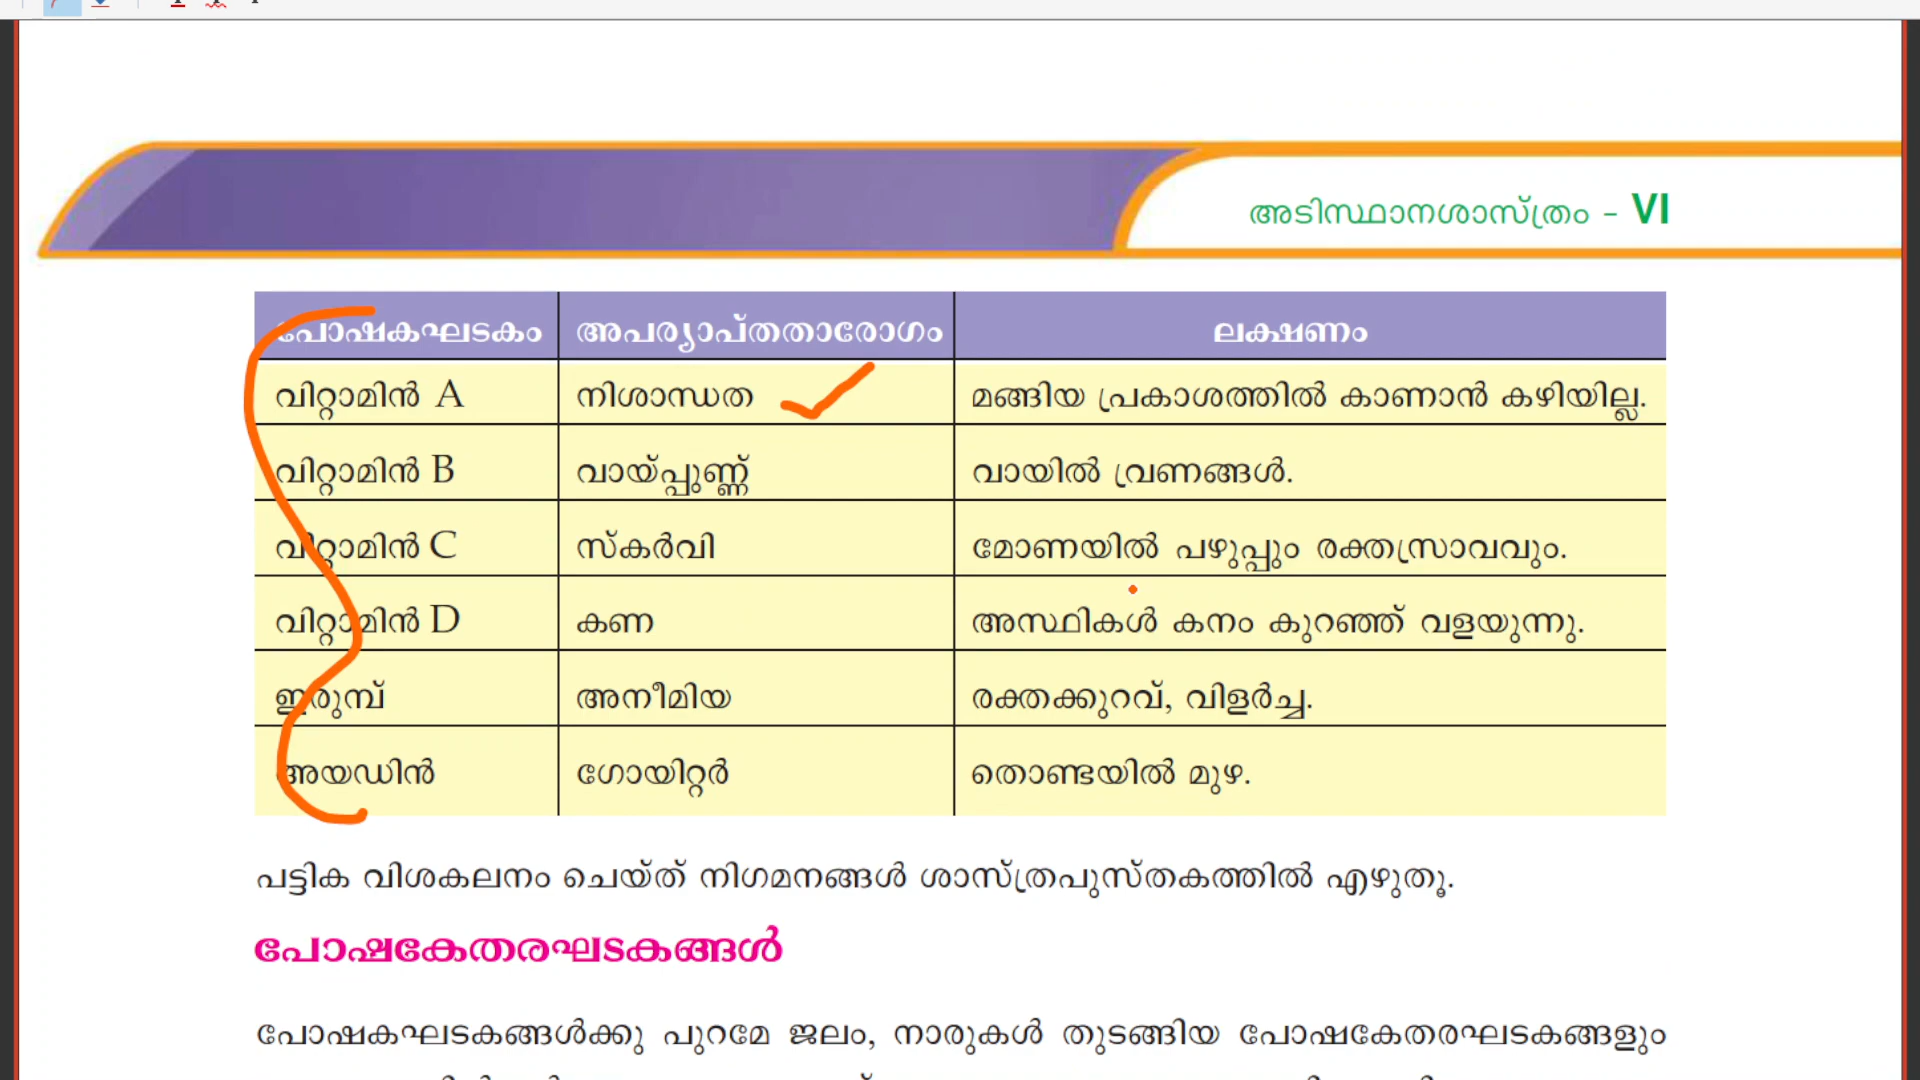 അടിസ്ഥാനശാസ്ത്രം - VI
പോഷകഘടകം അപര്യാപ്തതാരോഗം ലക്ഷണം
വിറ്റാമിൻ A നിശാന്ധത മങ്ങിയ പ്രകാശത്തിൽ കാണാൻ കഴിയില്ല.
വിറ്റാമിൻ B വായ്പ്പുണ്ണ് വായിൽ വ്രണങ്ങൾ.
വിറ്റാമിൻ C സ്കർവി മോണയിൽ പഴുപ്പും രക്തസ്രാവവും.
വിറ്റാമിൻ D കണ അസ്ഥികൾ കനം കുറഞ്ഞ് വളയുന്നു.
ഇരുമ്പ് അനീമിയ രക്തക്കുറവ്, വിളർച്ച.
അയഡിൻ ഗോയിറ്റർ തൊണ്ടയിൽ മുഴ.
പട്ടിക വിശകലനം ചെയ്ത് നിഗമനങ്ങൾ ശാസ്ത്രപുസ്തകത്തിൽ എഴുതൂ.
പോഷകേതരഘടകങ്ങൾ
പോഷകഘടകങ്ങൾക്കു പുറമേ ജലം, നാരുകൾ തുടങ്ങിയ പോഷകേതരഘടകങ്ങളും